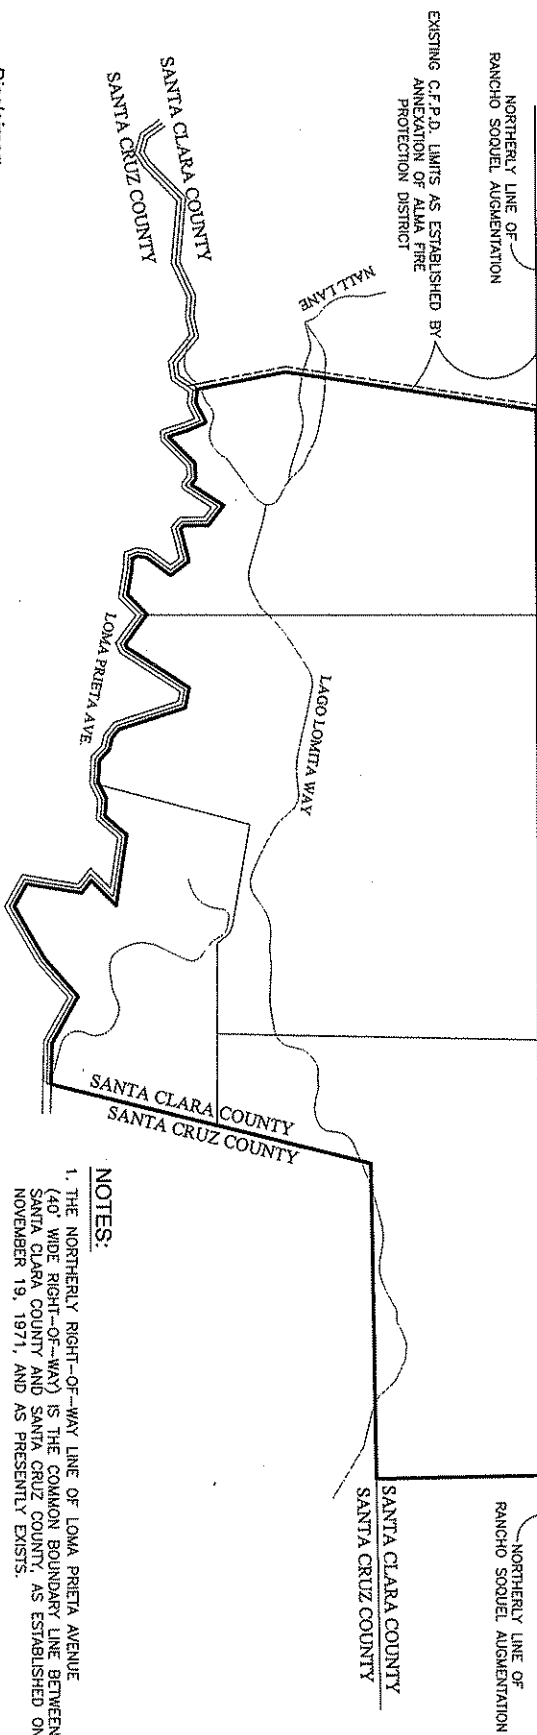 NORTHERLY LINE OF
RANCHO SOQUEL AUGMENTATION
EXISTING C.F.P.D. LIMITS AS ESTABLISHED BY
ANNEXATION OF ALMA FIRE
PROTECTION DISTRICT
NALL LANE
SANTA CLARA COUNTY
SANTA CRUZ COUNTY
LAGO LOMITA WAY
LOMA PRIETA AVE.
SANTA CLARA COUNTY
SANTA CRUZ COUNTY
SANTA CLARA COUNTY
SANTA CRUZ COUNTY
NORTHERLY LINE OF
RANCHO SOQUEL AUGMENTATION
NOTES:
1. THE NORTHERLY RIGHT-OF-WAY LINE OF LOMA PRIETA AVENUE
(40' WIDE RIGHT-OF-WAY) IS THE COMMON BOUNDARY LINE BETWEEN
SANTA CLARA COUNTY AND SANTA CRUZ COUNTY, AS ESTABLISHED ON
NOVEMBER 19, 1971, AND AS PRESENTLY EXISTS.